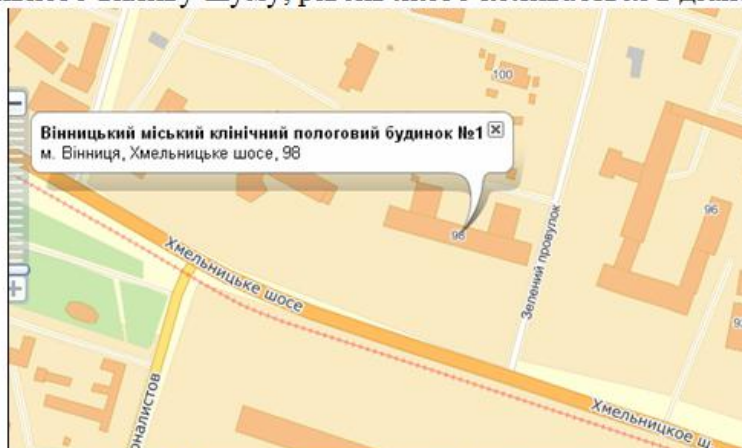 100
Вінницький міський клінічний пологовий будинок №1
м. Вінниця, Хмельницьке шосе, 98
96
98
Зелений провулок
Хмельницьке шосе
Хмельницкое ш.